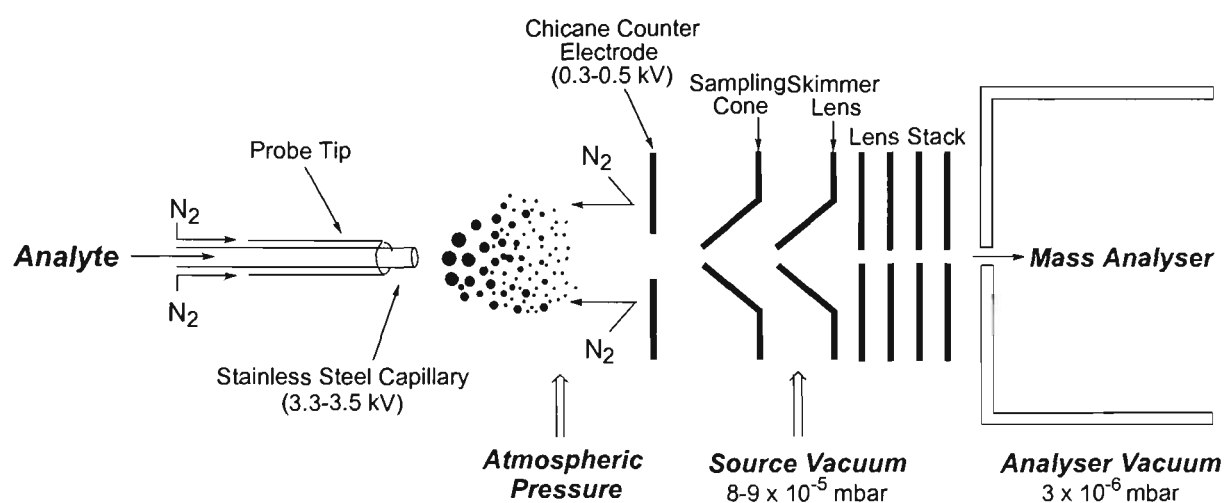 Chicane Counter
Electrode
(0.3-0.5 kV)
Sampling
Cone
Skimmer
Lens
Lens Stack
Probe Tip
N2
N2
Analyte
Mass Analyser
N2
N2
Stainless Steel Capillary
(3.3-3.5 kV)
Atmospheric
Pressure
Source Vacuum
8-9 x 10-5 mbar
Analyser Vacuum
3 x 10-6 mbar